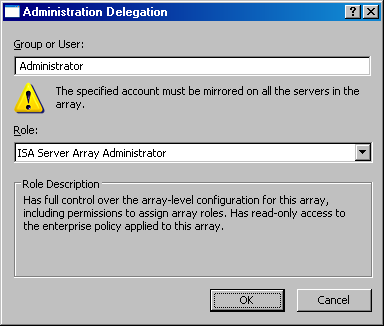 Administration Delegation
Group or User:
Administrator
The specified account must be mirrored on all the servers in the
array.
Role:
ISA Server Array Administrator
Role Description
Has full control over the array-level configuration for this array,
including permissions to assign array roles. Has read-only access to
the enterprise policy applied to this array.
OK
Cancel